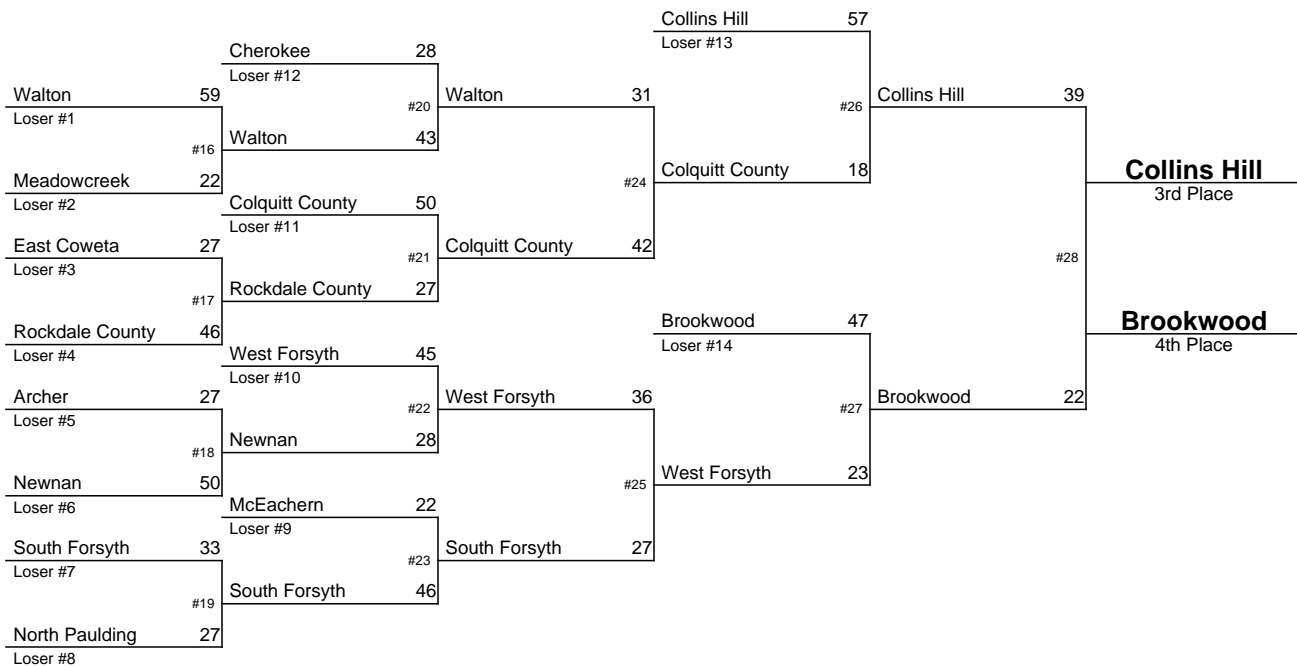 Collins Hill 57
Loser #13
Cherokee 28
Loser #12
Walton 59
Loser #1
#20
Walton 31
#26
Collins Hill 39
#16
Walton 43
Meadowcreek 22
Loser #2
#24
Colquitt County 18
Collins Hill
3rd Place
Colquitt County 50
Loser #11
East Coweta 27
Loser #3
#21
Colquitt County 42
#28
#17
Rockdale County 27
Rockdale County 46
Loser #4
Brookwood 47
Loser #14
Brookwood
4th Place
West Forsyth 45
Loser #10
Archer 27
Loser #5
#22
West Forsyth 36
#27
Brookwood 22
#18
Newnan 28
Newnan 50
Loser #6
#25
West Forsyth 23
McEachern 22
Loser #9
South Forsyth 33
Loser #7
#23
South Forsyth 27
#19
South Forsyth 46
North Paulding 27
Loser #8